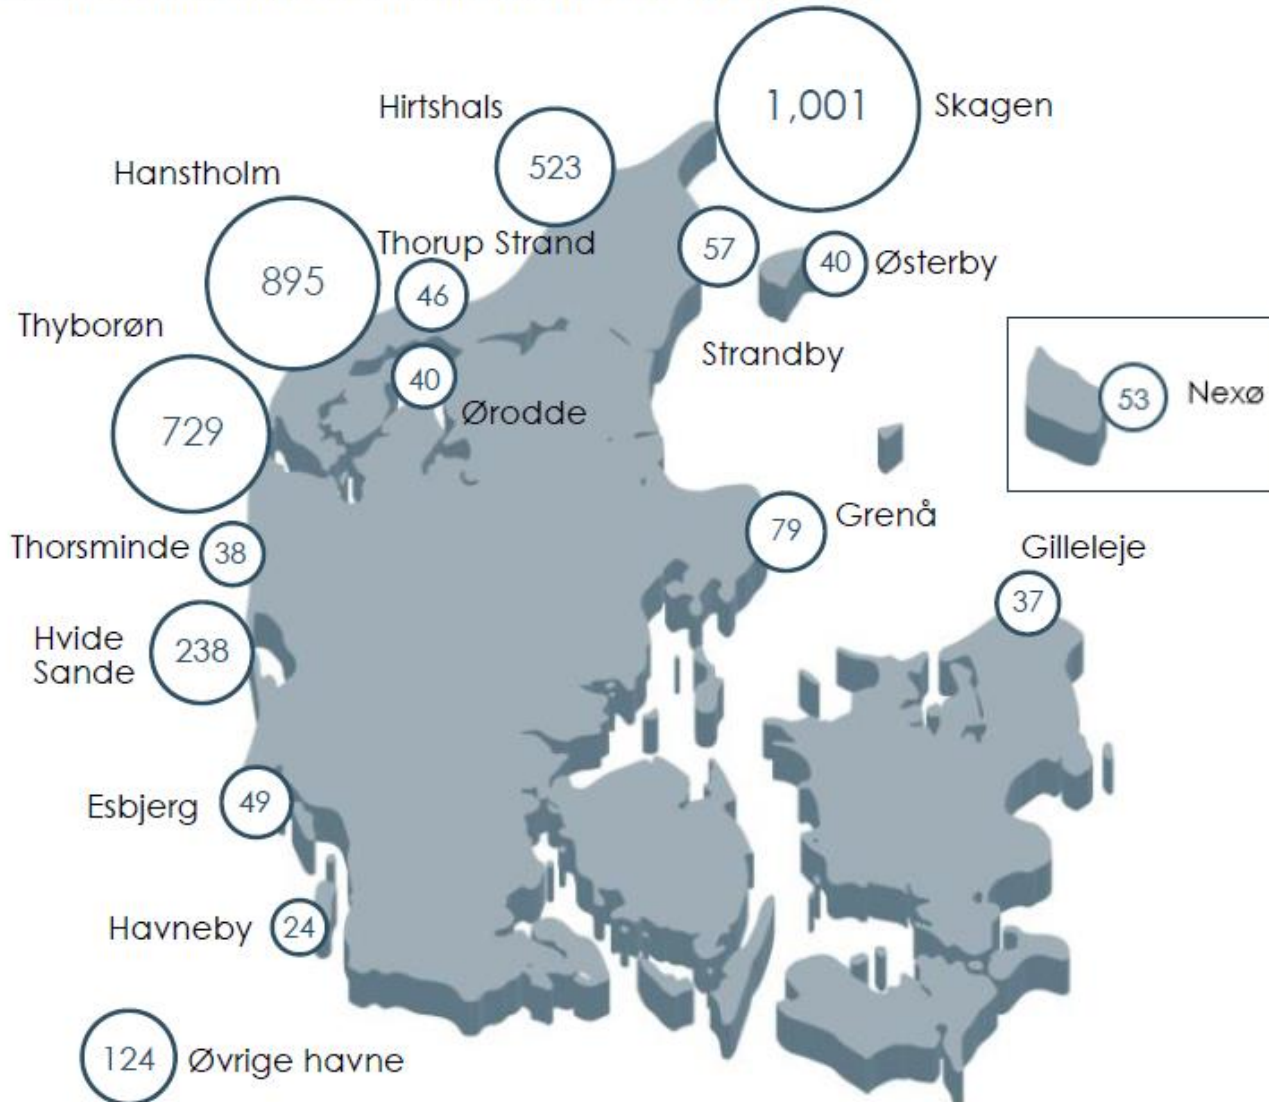 1,001
Skagen
Hirtshals
523
Hanstholm
895
Thorup Strand
46
57
40
Østerby
Thyborøn
729
40
Ørodde
Strandby
53
Nexø
Thorsminde
38
79
Grenå
Gilleleje
37
Hvide
Sande
238
Esbjerg
49
Havneby
24
124
Øvrige havne